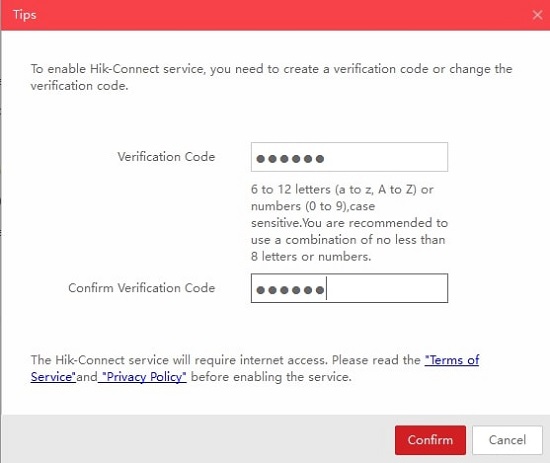 Tips
To enable Hik-Connect service, you need to create a verification code or change the
verification code.
Verification Code ●●●●●●
6 to 12 letters (a to z, A to Z) or
numbers (0 to 9),case
sensitive.You are recommended to
use a combination of no less than
8 letters or numbers.
Confirm Verification Code ●●●●●●
The Hik-Connect service will require internet access. Please read the "Terms of
Service"and "Privacy Policy" before enabling the service.
Confirm Cancel